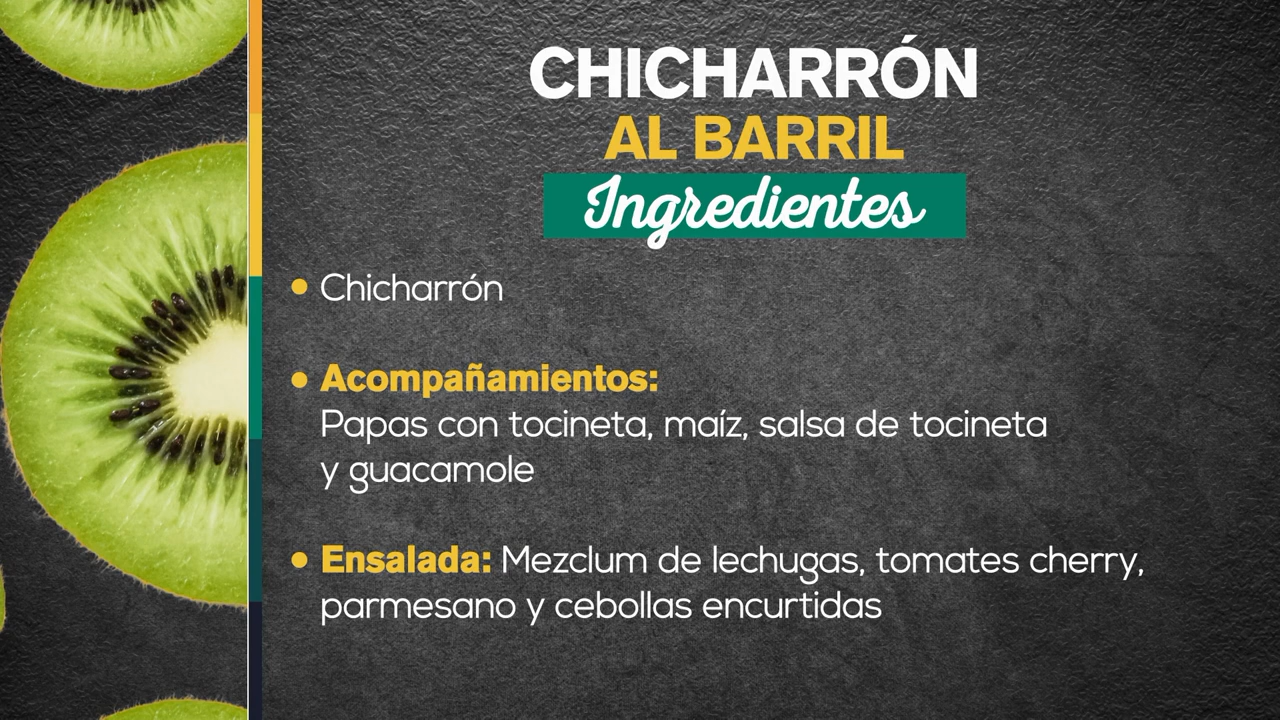 CHICHARRÓN
AL BARRIL
Ingredientes
• Chicharrón
• Acompañamientos:
Papas con tocineta, maíz, salsa de tocineta
y guacamole
• Ensalada: Mezclum de lechugas, tomates cherry,
parmesano y cebollas encurtidas